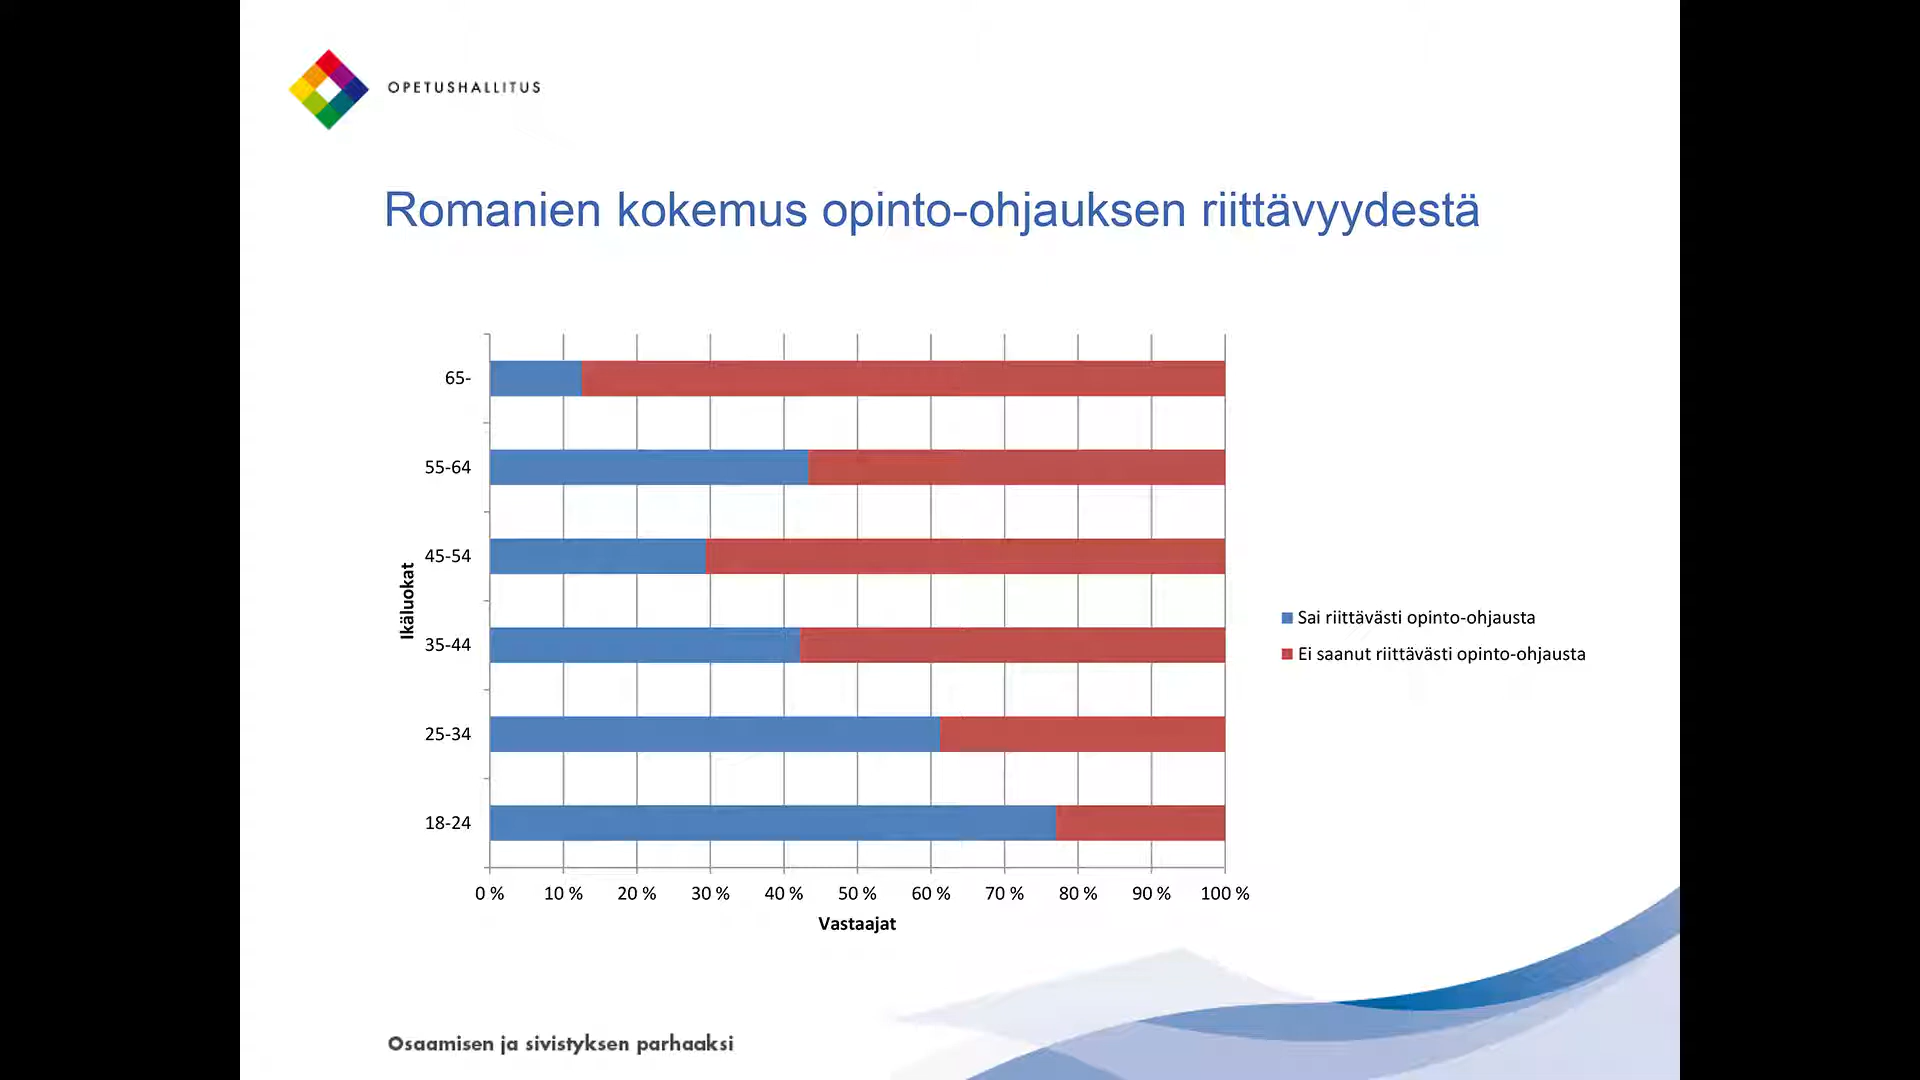 OPETUSHALLITUS
Romanien kokemus opinto-ohjauksen riittävyydestä
65-
55-64
45-54
35-44
25-34
18-24
Ikäluokat
0 % 10 % 20 % 30 % 40 % 50 % 60 % 70 % 80 % 90 % 100 %
Vastaajat
Sai riittävästi opinto-ohjausta
Ei saanut riittävästi opinto-ohjausta
Osaamisen ja sivistyksen parhaaksi